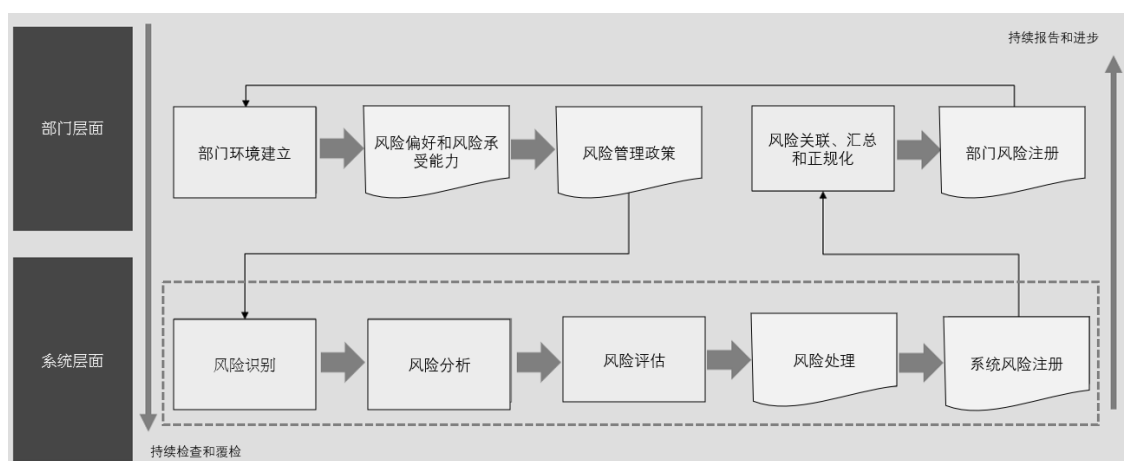 持续报告和进步
部门层面
部门环境建立
风险偏好和风险承
受能力
风险管理政策
风险关联、汇总
和正规化
部门风险注册
系统层面
风险识别
风险分析
风险评估
风险处理
系统风险注册
持续检查和覆检